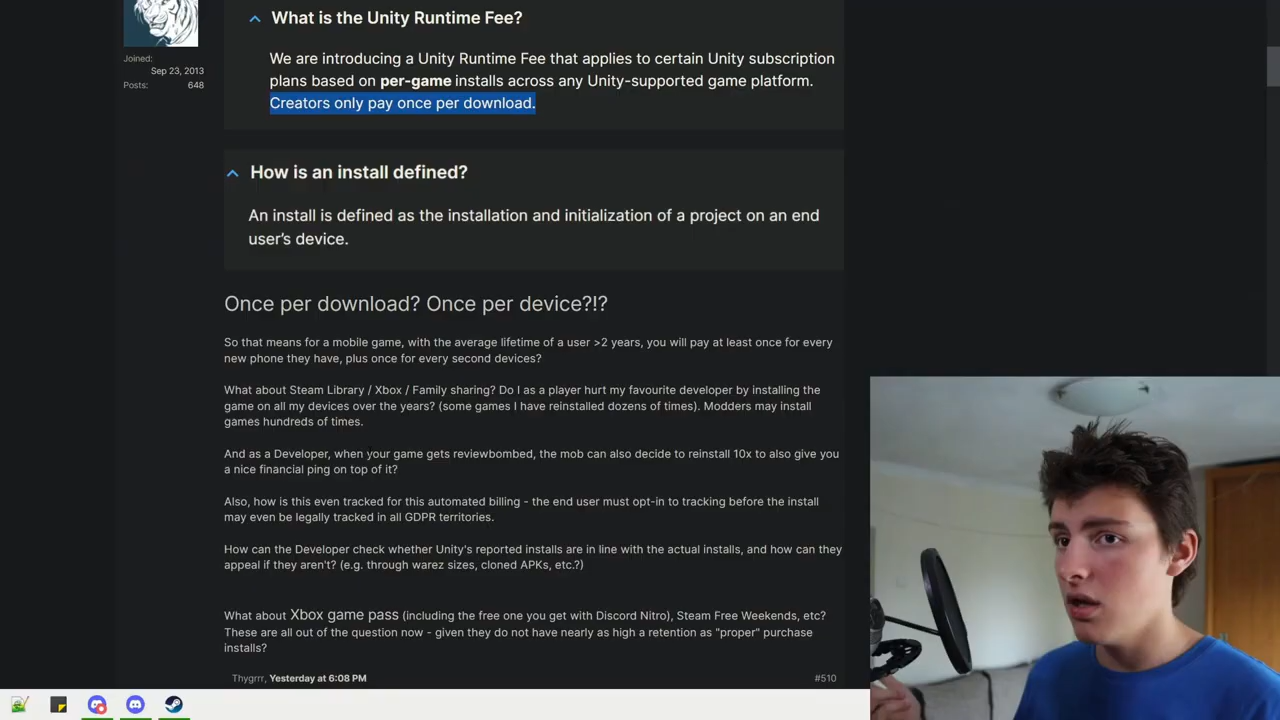 What is the Unity Runtime Fee?
We are introducing a Unity Runtime Fee that applies to certain Unity subscription
plans based on per-game installs across any Unity-supported game platform.
Creators only pay once per download.
Joined:
Sep 23, 2013
Posts: 648
How is an install defined?
An install is defined as the installation and initialization of a project on an end
user's device.
Once per download? Once per device?!?
So that means for a mobile game, with the average lifetime of a user >2 years, you will pay at least once for every
new phone they have, plus once for every second devices?
What about Steam Library / Xbox / Family sharing? Do I as a player hurt my favourite developer by installing the
game on all my devices over the years? (some games I have reinstalled dozens of times). Modders may install
games hundreds of times.
And as a Developer, when your game gets reviewbombed, the mob can also decide to reinstall 10x to also give you
a nice financial ping on top of it?
Also, how is this even tracked for this automated billing - the end user must opt-in to tracking before the install
may even be legally tracked in all GDPR territories.
How can the Developer check whether Unity's reported installs are in line with the actual installs, and how can they
appeal if they aren't? (e.g. through warez sizes, cloned APKs, etc.?)
What about Xbox game pass (including the free one you get with Discord Nitro), Steam Free Weekends, etc?
These are all out of the question now - given they do not have nearly as high a retention as "proper" purchase
installs?
Thygrrr, Yesterday at 6:08 PM #510